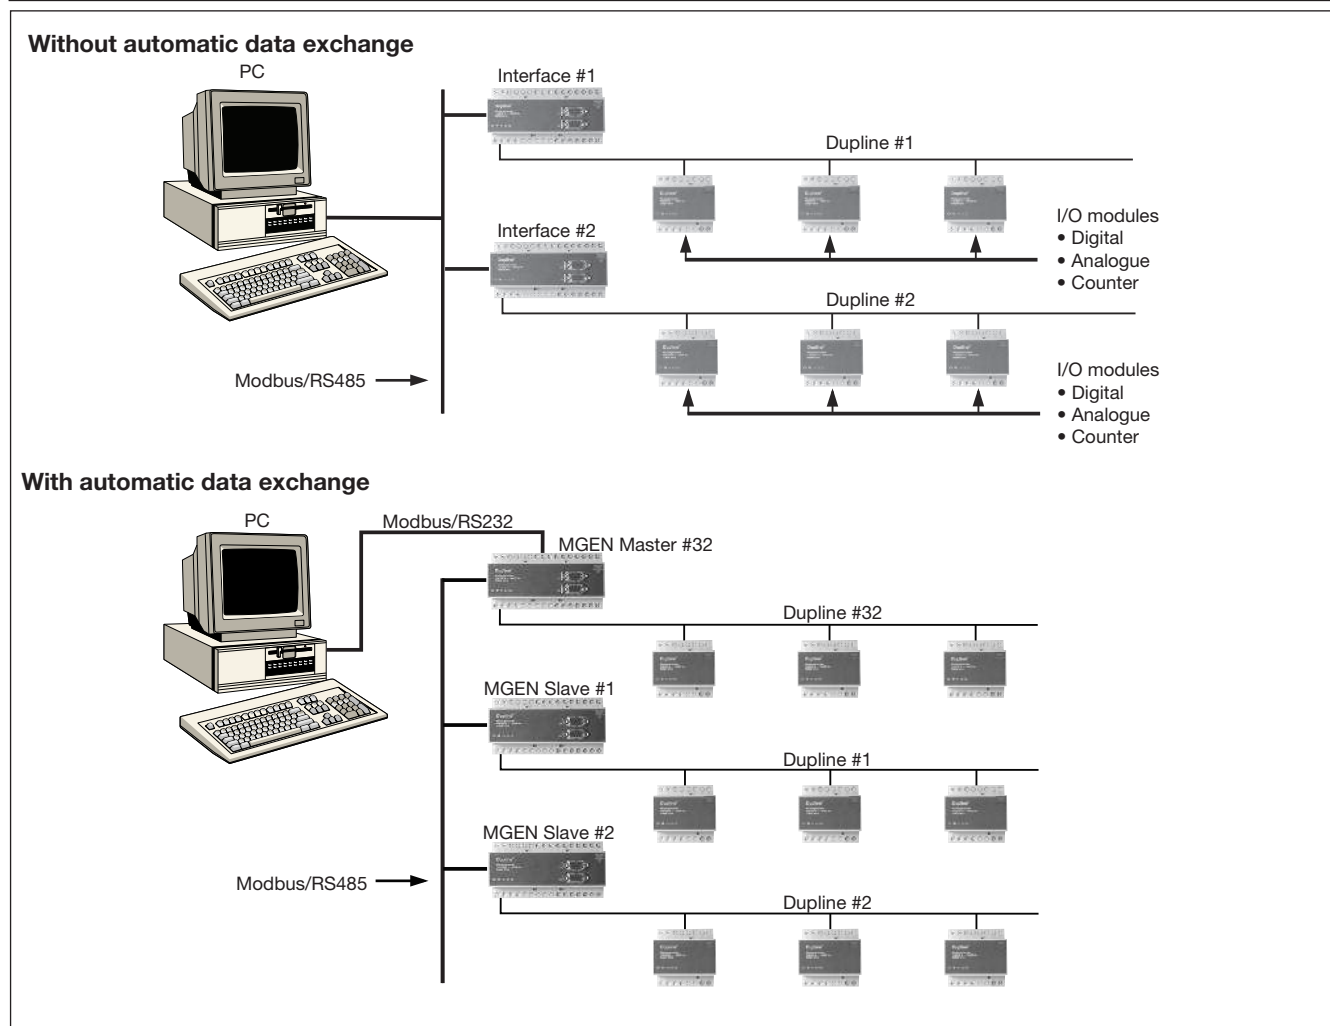 Without automatic data exchange
PC
Interface #1
Dupline #1
I/O modules
• Digital
• Analogue
• Counter
Interface #2
Dupline #2
I/O modules
• Digital
• Analogue
• Counter
Modbus/RS485
With automatic data exchange
PC
Modbus/RS232
MGEN Master #32
Dupline #32
MGEN Slave #1
Dupline #1
MGEN Slave #2
Modbus/RS485
Dupline #2